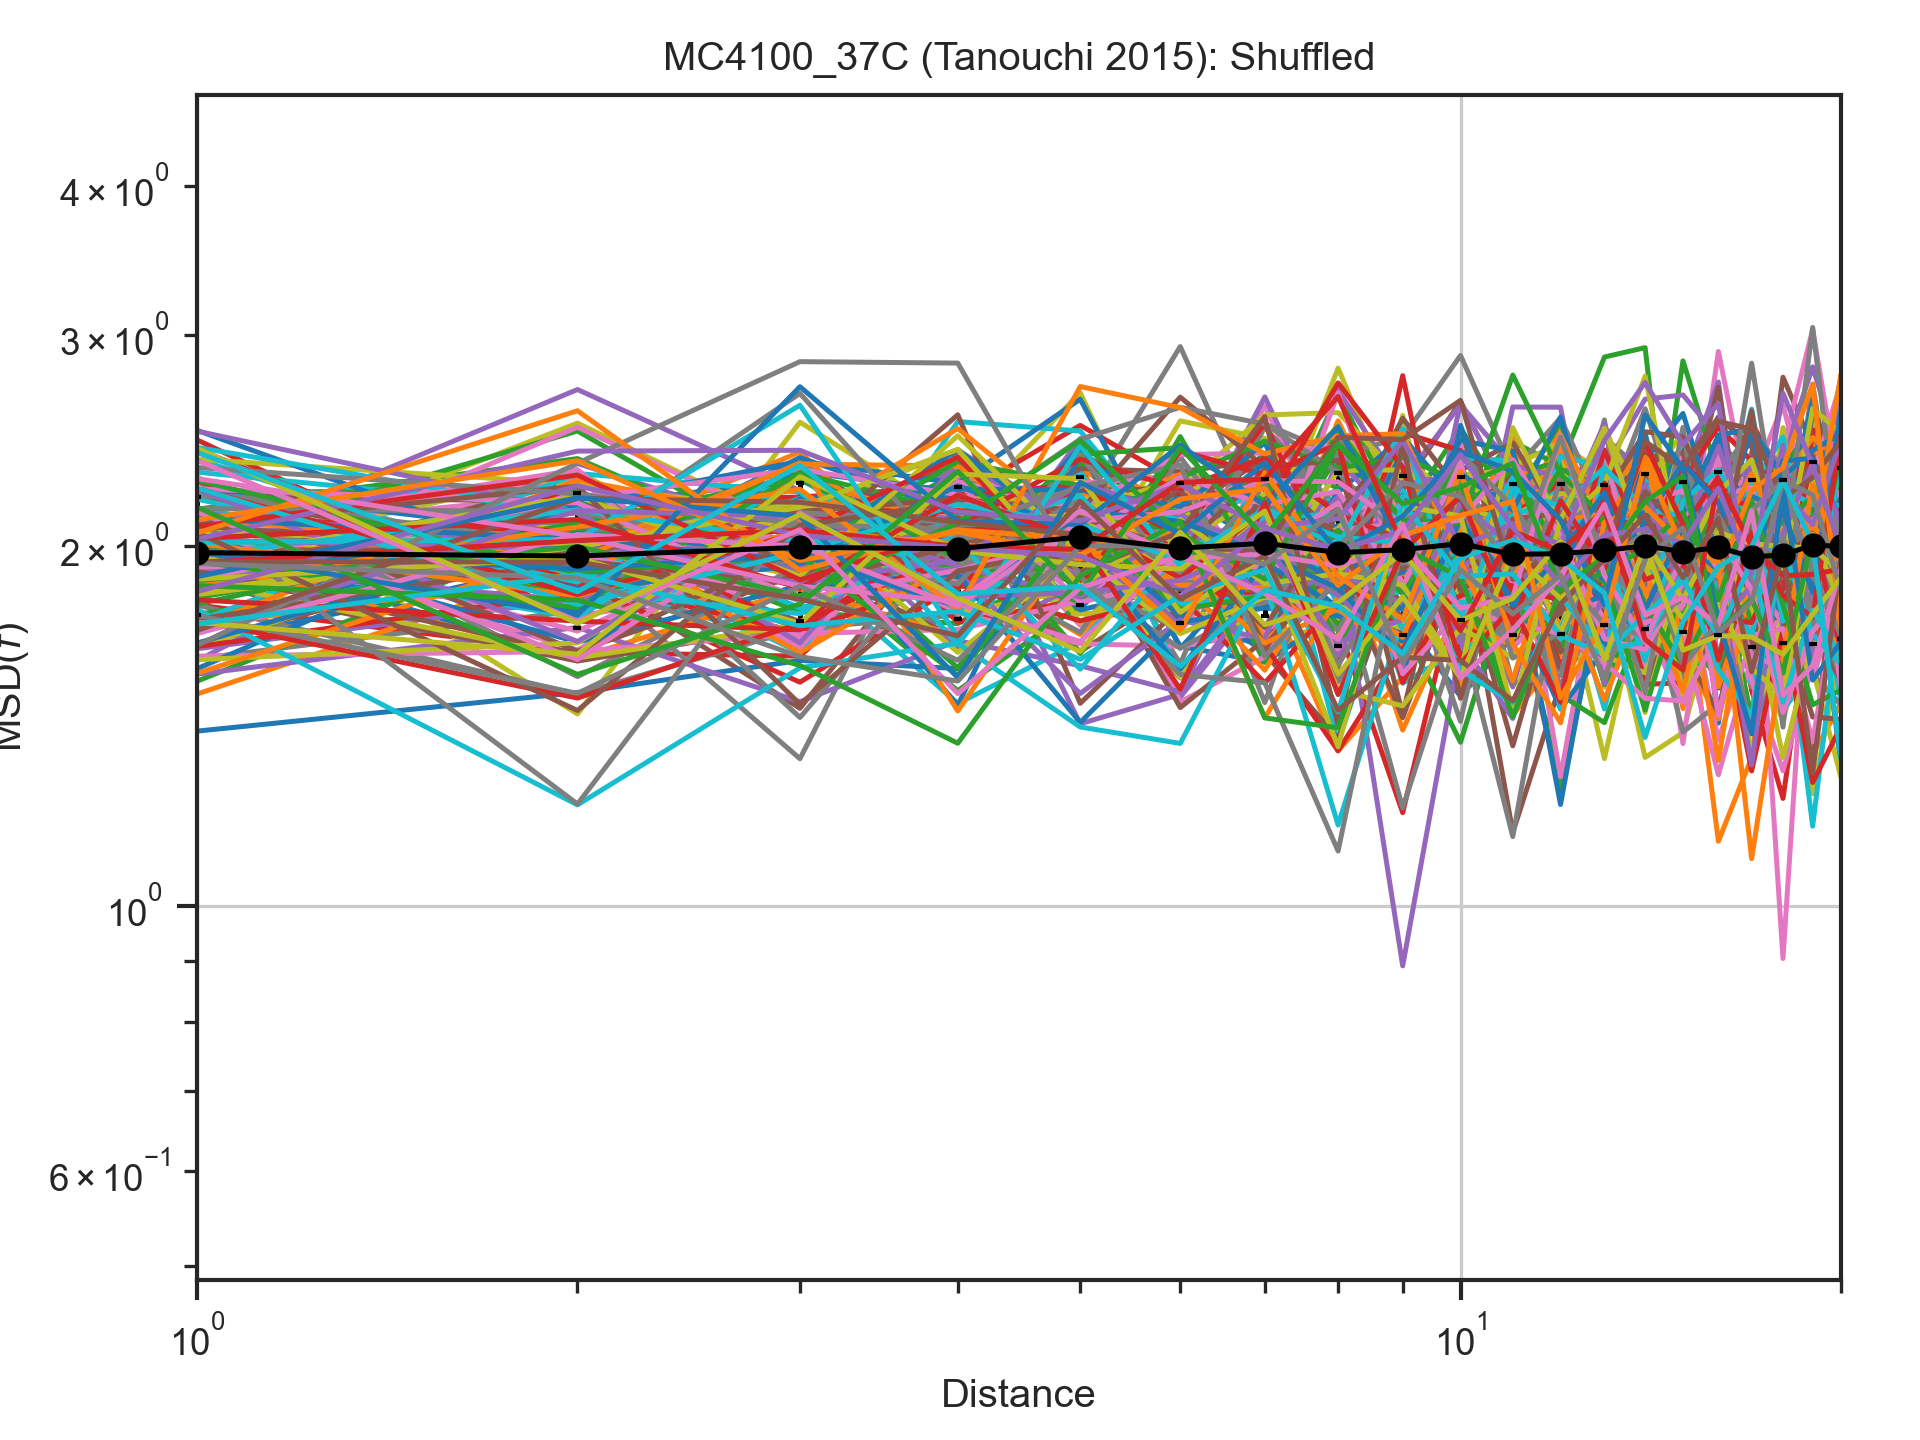 MC4100_37C (Tanouchi 2015): Shuffled
4 × 10⁰
3 × 10⁰
2 × 10⁰
10⁰
6 × 10⁻¹
MSD(t)
10⁰ 10¹
Distance